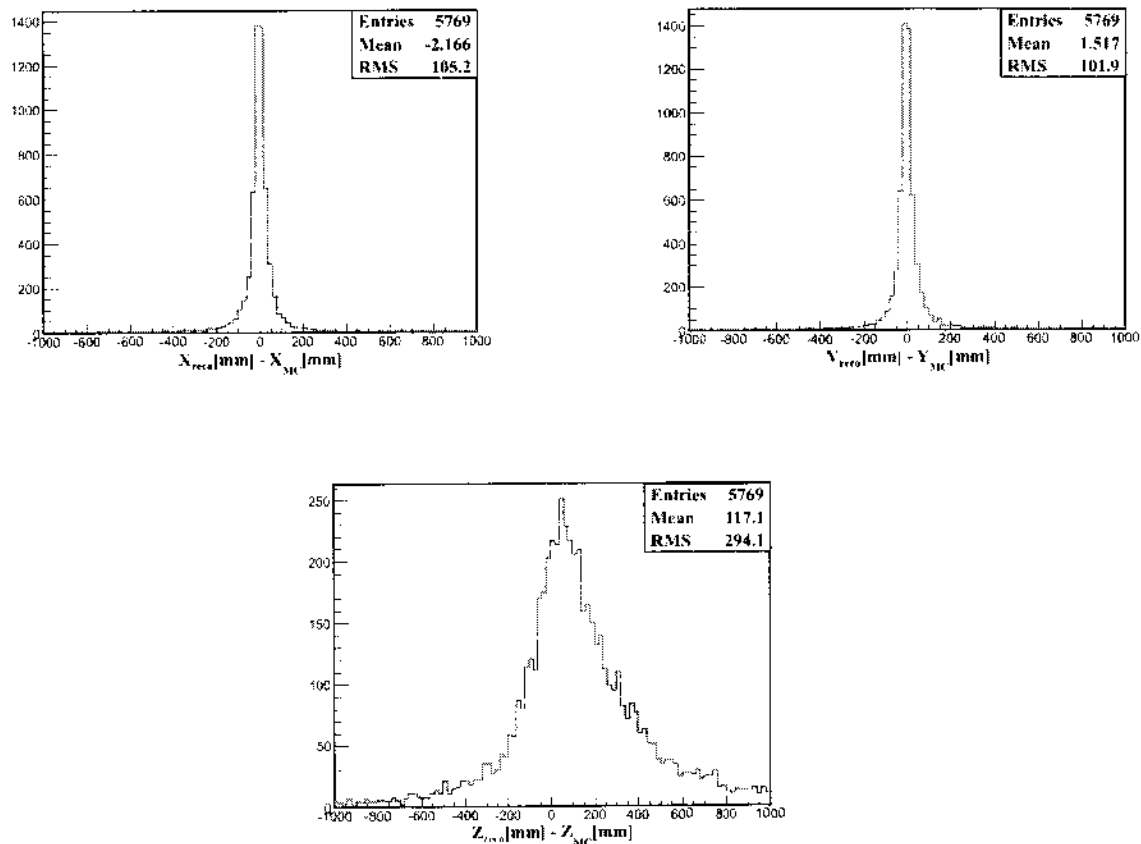 Entries 5769
Mean -2.166
RMS 105.2
1400
1200
1000
800
600
400
200
0
-1000 -800 -600 -400 -200 0 200 400 600 800 1000
X_reco[mm] - X_MC[mm]
Entries 5769
Mean 1.517
RMS 101.9
1400
1200
1000
800
600
400
200
0
-1000 -800 -600 -400 -200 0 200 400 600 800 1000
Y_reco[mm] - Y_MC[mm]
Entries 5769
Mean 117.1
RMS 294.1
250
200
150
100
50
0
-1000 -800 -600 -400 -200 0 200 400 600 800 1000
Z_reco[mm] - Z_MC[mm]